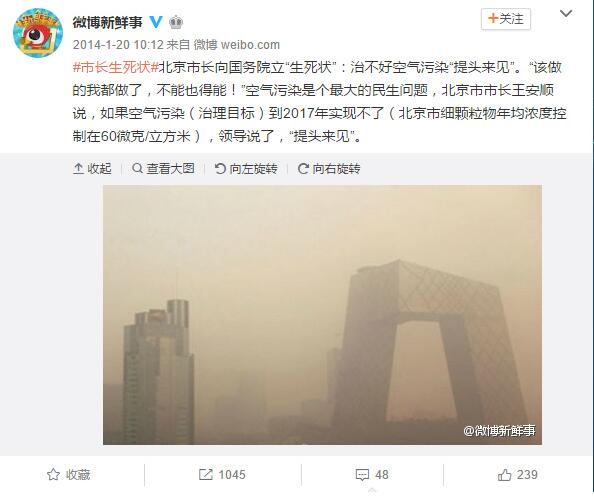 微博新鲜事
+关注
2014-1-20 10:12 来自 微博 weibo.com
#市长生死状#北京市长向国务院立“生死状”：治不好空气污染“提头来见”。“该做
的我都做了，不能也得能！”空气污染是个最大的民生问题，北京市市长王安顺
说，如果空气污染（治理目标）到2017年实现不了（北京市细颗粒物年均浓度控
制在60微克/立方米），领导说了，“提头来见”。
收起 查看大图 向左旋转 向右旋转
@微博新鲜事
收藏 1045 48 239